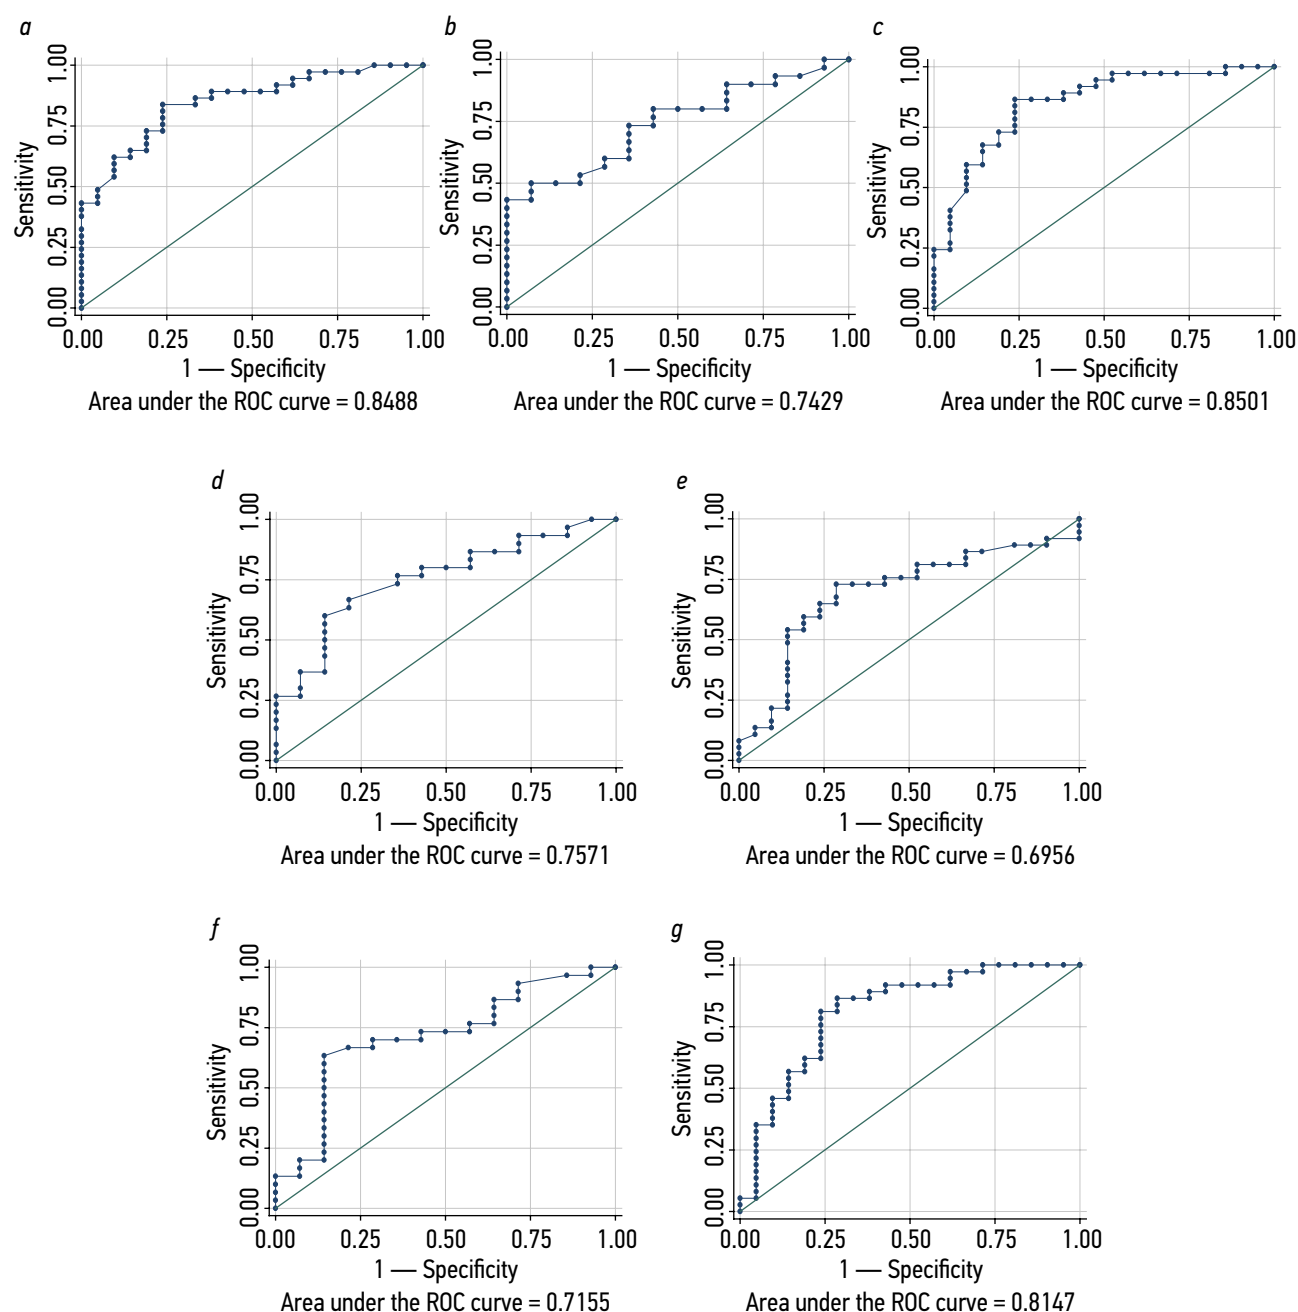 a
Sensitivity
1.00
0.75
0.50
0.25
0.00
0.00 0.25 0.50 0.75 1.00
1 — Specificity
Area under the ROC curve = 0.8488
b
Sensitivity
1.00
0.75
0.50
0.25
0.00
0.00 0.25 0.50 0.75 1.00
1 — Specificity
Area under the ROC curve = 0.7429
c
Sensitivity
1.00
0.75
0.50
0.25
0.00
0.00 0.25 0.50 0.75 1.00
1 — Specificity
Area under the ROC curve = 0.8501
d
Sensitivity
1.00
0.75
0.50
0.25
0.00
0.00 0.25 0.50 0.75 1.00
1 — Specificity
Area under the ROC curve = 0.7571
e
Sensitivity
1.00
0.75
0.50
0.25
0.00
0.00 0.25 0.50 0.75 1.00
1 — Specificity
Area under the ROC curve = 0.6956
f
Sensitivity
1.00
0.75
0.50
0.25
0.00
0.00 0.25 0.50 0.75 1.00
1 — Specificity
Area under the ROC curve = 0.7155
g
Sensitivity
1.00
0.75
0.50
0.25
0.00
0.00 0.25 0.50 0.75 1.00
1 — Specificity
Area under the ROC curve = 0.8147